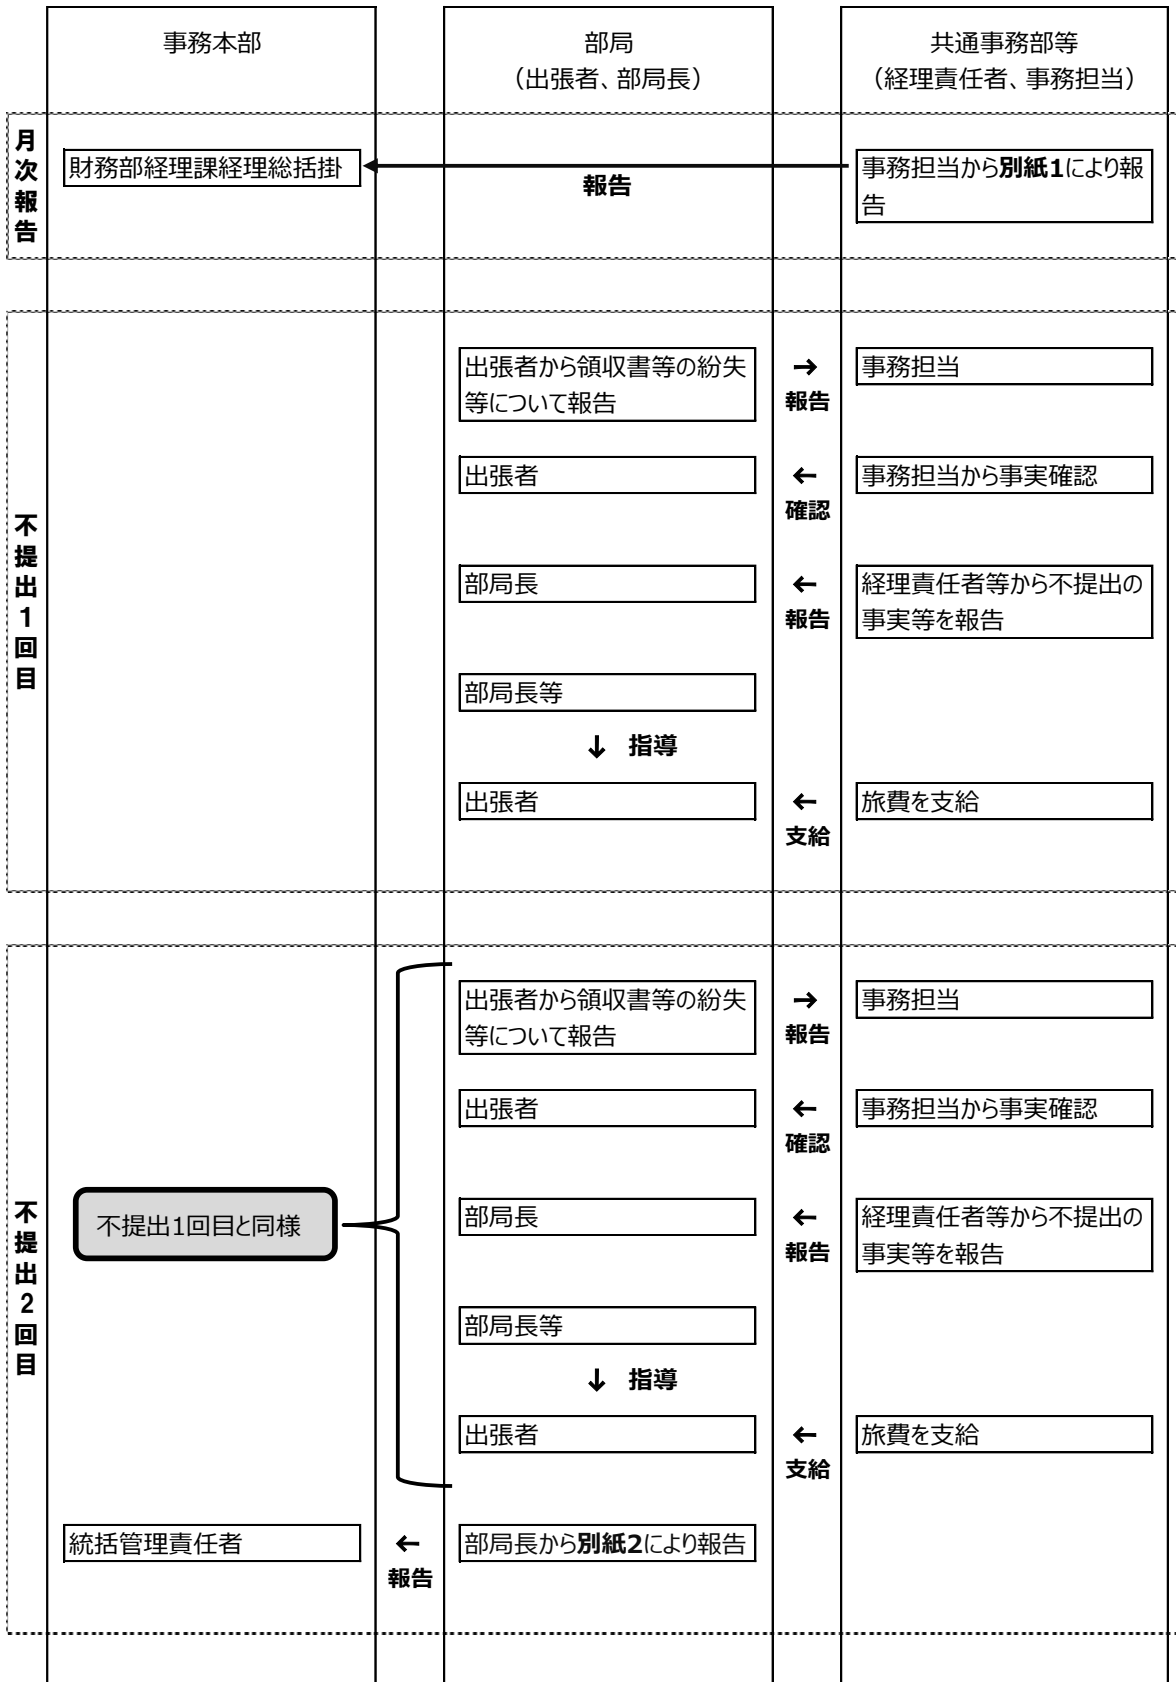 事務本部
部局
（出張者、部局長）
共通事務部等
（経理責任者、事務担当）
月次報告
財務部経理課経理総括掛
報告
事務担当から別紙1により報
告
不提出1回目
出張者から領収書等の紛失
等について報告
→
報告
事務担当
出張者
←
確認
事務担当から事実確認
部局長
←
報告
経理責任者等から不提出の
事実等を報告
部局長等
↓ 指導
出張者
←
支給
旅費を支給
不提出2回目
不提出1回目と同様
出張者から領収書等の紛失
等について報告
→
報告
事務担当
出張者
←
確認
事務担当から事実確認
部局長
←
報告
経理責任者等から不提出の
事実等を報告
部局長等
↓ 指導
出張者
←
支給
旅費を支給
統括管理責任者
←
報告
部局長から別紙2により報告